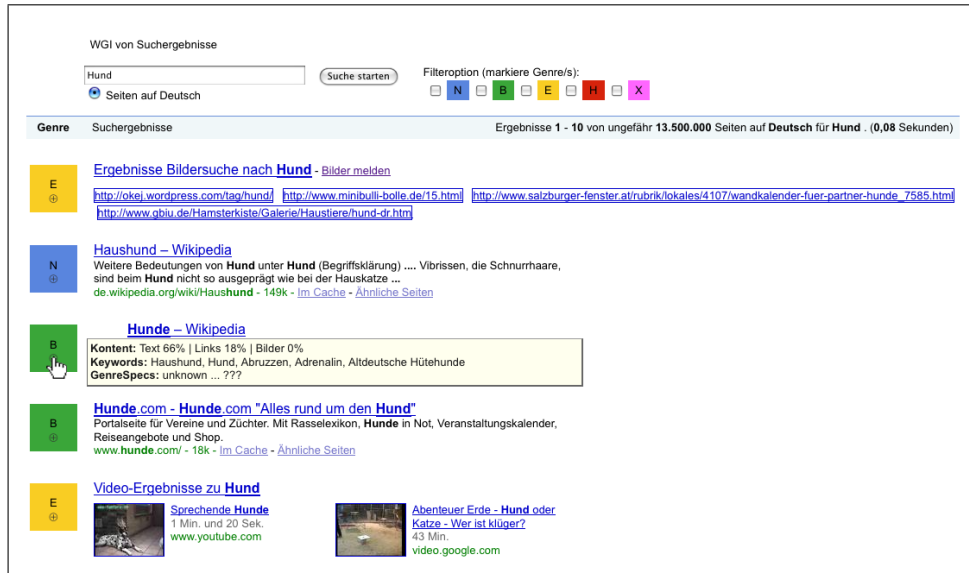 WGI von Suchergebnisse
Hund
Suche starten
Filteroption (markiere Genre/s):
Seiten auf Deutsch
N B E H X
Genre Suchergebnisse Ergebnisse 1 - 10 von ungefähr 13.500.000 Seiten auf Deutsch für Hund . (0,08 Sekunden)
E
Ergebnisse Bildersuche nach Hund - Bilder melden
http://okej.wordpress.com/tag/hund/ http://www.minibulli-bolle.de/15.html http://www.salzburger-fenster.at/rubrik/lokales/4107/wandkalender-fuer-partner-hunde_7585.html
http://www.gbiu.de/Hamsterkiste/Galerie/Haustiere/hund-dr.htm
N
Haushund – Wikipedia
Weitere Bedeutungen von Hund unter Hund (Begriffsklärung) .... Vibrissen, die Schnurrhaare,
sind beim Hund nicht so ausgeprägt wie bei der Hauskatze ...
de.wikipedia.org/wiki/Haushund - 149k - Im Cache - Ähnliche Seiten
B
Hunde – Wikipedia
Kontent: Text 66% | Links 18% | Bilder 0%
Keywords: Haushund, Hund, Abruzzen, Adrenalin, Altdeutsche Hütehunde
GenreSpecs: unknown ... ???
B
Hunde.com - Hunde.com "Alles rund um den Hund"
Portalseite für Vereine und Züchter. Mit Rasselexikon, Hunde in Not, Veranstaltungskalender,
Reiseangebote und Shop.
www.hunde.com/ - 18k - Im Cache - Ähnliche Seiten
E
Video-Ergebnisse zu Hund
Sprechende Hunde
1 Min. und 20 Sek.
www.youtube.com
Abenteuer Erde - Hund oder
Katze - Wer ist klüger?
43 Min.
video.google.com